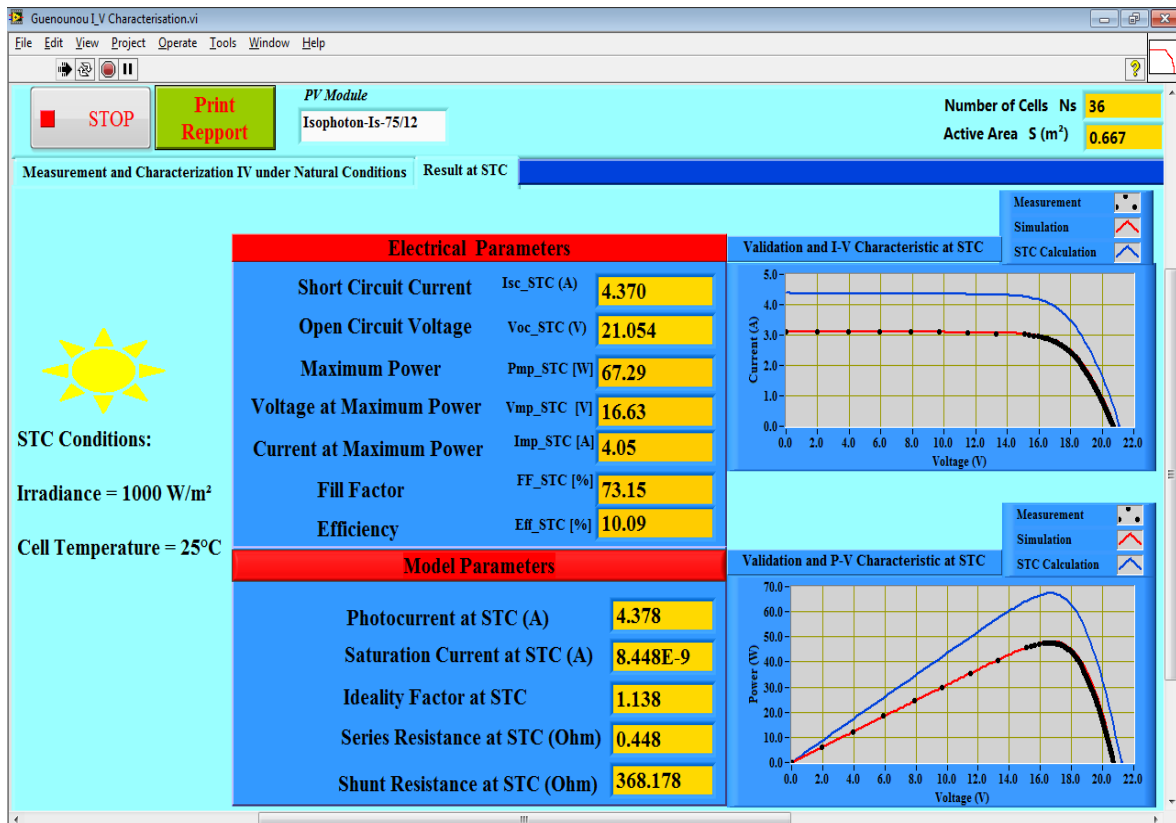 Guenounou I_V Characterisation.vi
File Edit View Project Operate Tools Window Help
STOP
Print
Repport
PV Module
Isophoton-Is-75/12
Number of Cells Ns 36
Active Area S (m²) 0.667
Measurement and Characterization IV under Natural Conditions Result at STC
STC Conditions:
Irradiance = 1000 W/m²
Cell Temperature = 25°C
Electrical Parameters
Short Circuit Current Isc_STC (A) 4.370
Open Circuit Voltage Voc_STC (V) 21.054
Maximum Power Pmp_STC [W] 67.29
Voltage at Maximum Power Vmp_STC [V] 16.63
Current at Maximum Power Imp_STC [A] 4.05
Fill Factor FF_STC [%] 73.15
Efficiency Eff_STC [%] 10.09
Model Parameters
Photocurrent at STC (A) 4.378
Saturation Current at STC (A) 8.448E-9
Ideality Factor at STC 1.138
Series Resistance at STC (Ohm) 0.448
Shunt Resistance at STC (Ohm) 368.178
Measurement
Simulation
STC Calculation
Validation and I-V Characteristic at STC
Current (A)
5.0
4.0
3.0
2.0
1.0
0.0
0.0 2.0 4.0 6.0 8.0 10.0 12.0 14.0 16.0 18.0 20.0 22.0
Voltage (V)
Measurement
Simulation
STC Calculation
Validation and P-V Characteristic at STC
Power (W)
70.0
60.0
50.0
40.0
30.0
20.0
10.0
0.0
0.0 2.0 4.0 6.0 8.0 10.0 12.0 14.0 16.0 18.0 20.0 22.0
Voltage (V)